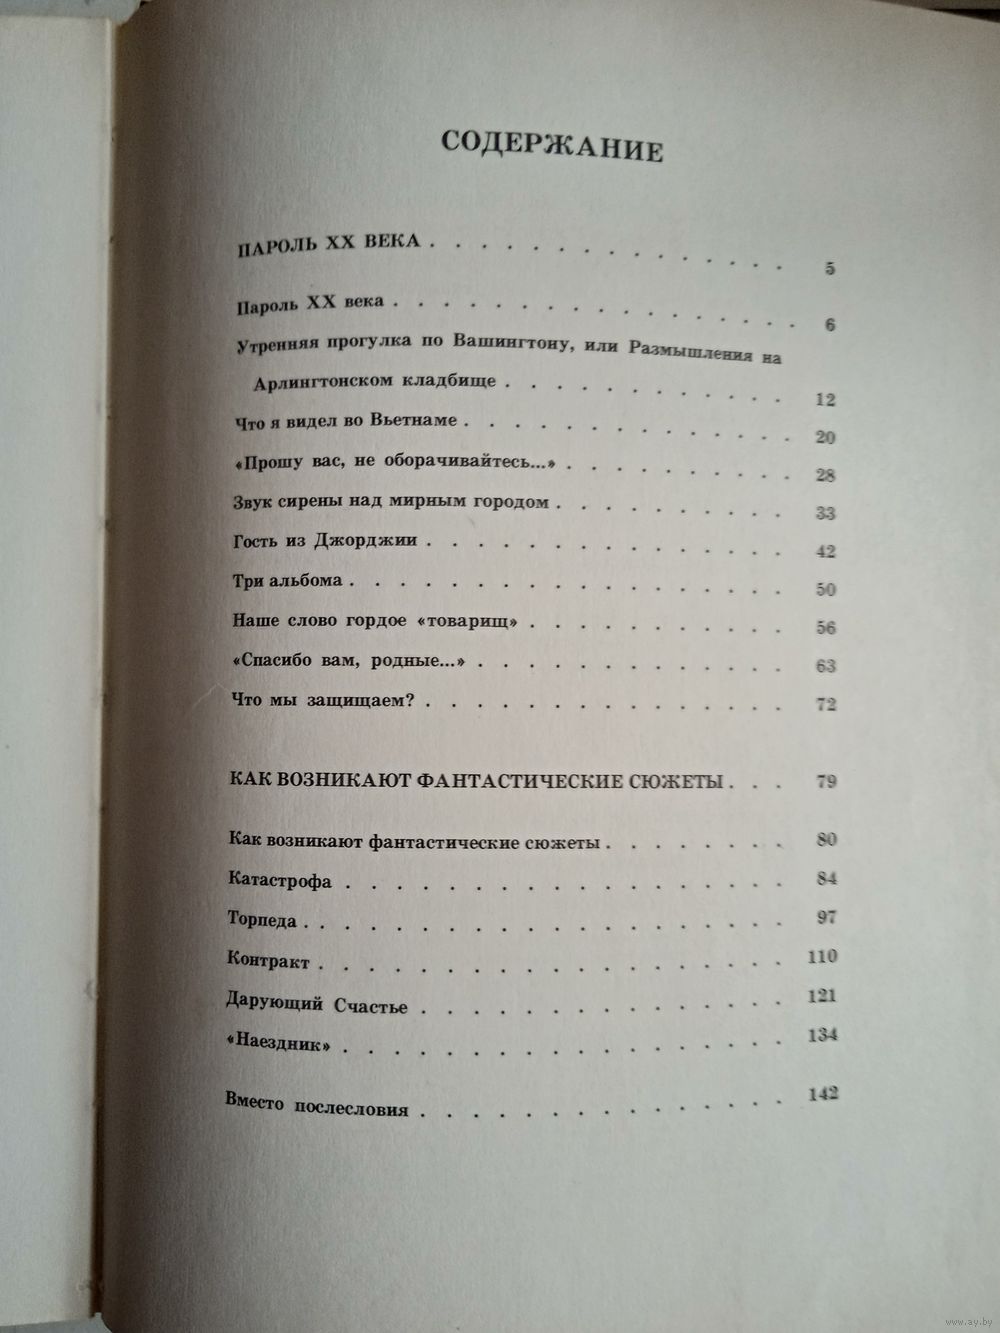 СОДЕРЖАНИЕ
ПАРОЛЬ XX ВЕКА . . . . . . . . . . . . . . 5
Пароль XX века . . . . . . . . . . . . . . . . 6
Утренняя прогулка по Вашингтону, или Размышления на
Арлингтонском кладбище . . . . . . . . . . . 12
Что я видел во Вьетнаме . . . . . . . . . . . . . 20
«Прошу вас, не оборачивайтесь...» . . . . . . . . . 28
Звук сирены над мирным городом . . . . . . . . . . 33
Гость из Джорджии . . . . . . . . . . . . . . 42
Три альбома . . . . . . . . . . . . . . . . . 50
Наше слово гордое «товарищ» . . . . . . . . . . 56
«Спасибо вам, родные...» . . . . . . . . . . . . 63
Что мы защищаем? . . . . . . . . . . . . . . 72
КАК ВОЗНИКАЮТ ФАНТАСТИЧЕСКИЕ СЮЖЕТЫ . . . 79
Как возникают фантастические сюжеты . . . . . . . . 80
Катастрофа . . . . . . . . . . . . . . . . . 84
Торпеда . . . . . . . . . . . . . . . . . . . 97
Контракт . . . . . . . . . . . . . . . . . . 110
Дарующий Счастье . . . . . . . . . . . . . . 121
«Наездник» . . . . . . . . . . . . . . . . . 134
Вместо послесловия . . . . . . . . . . . . . . 142
www.ay.by